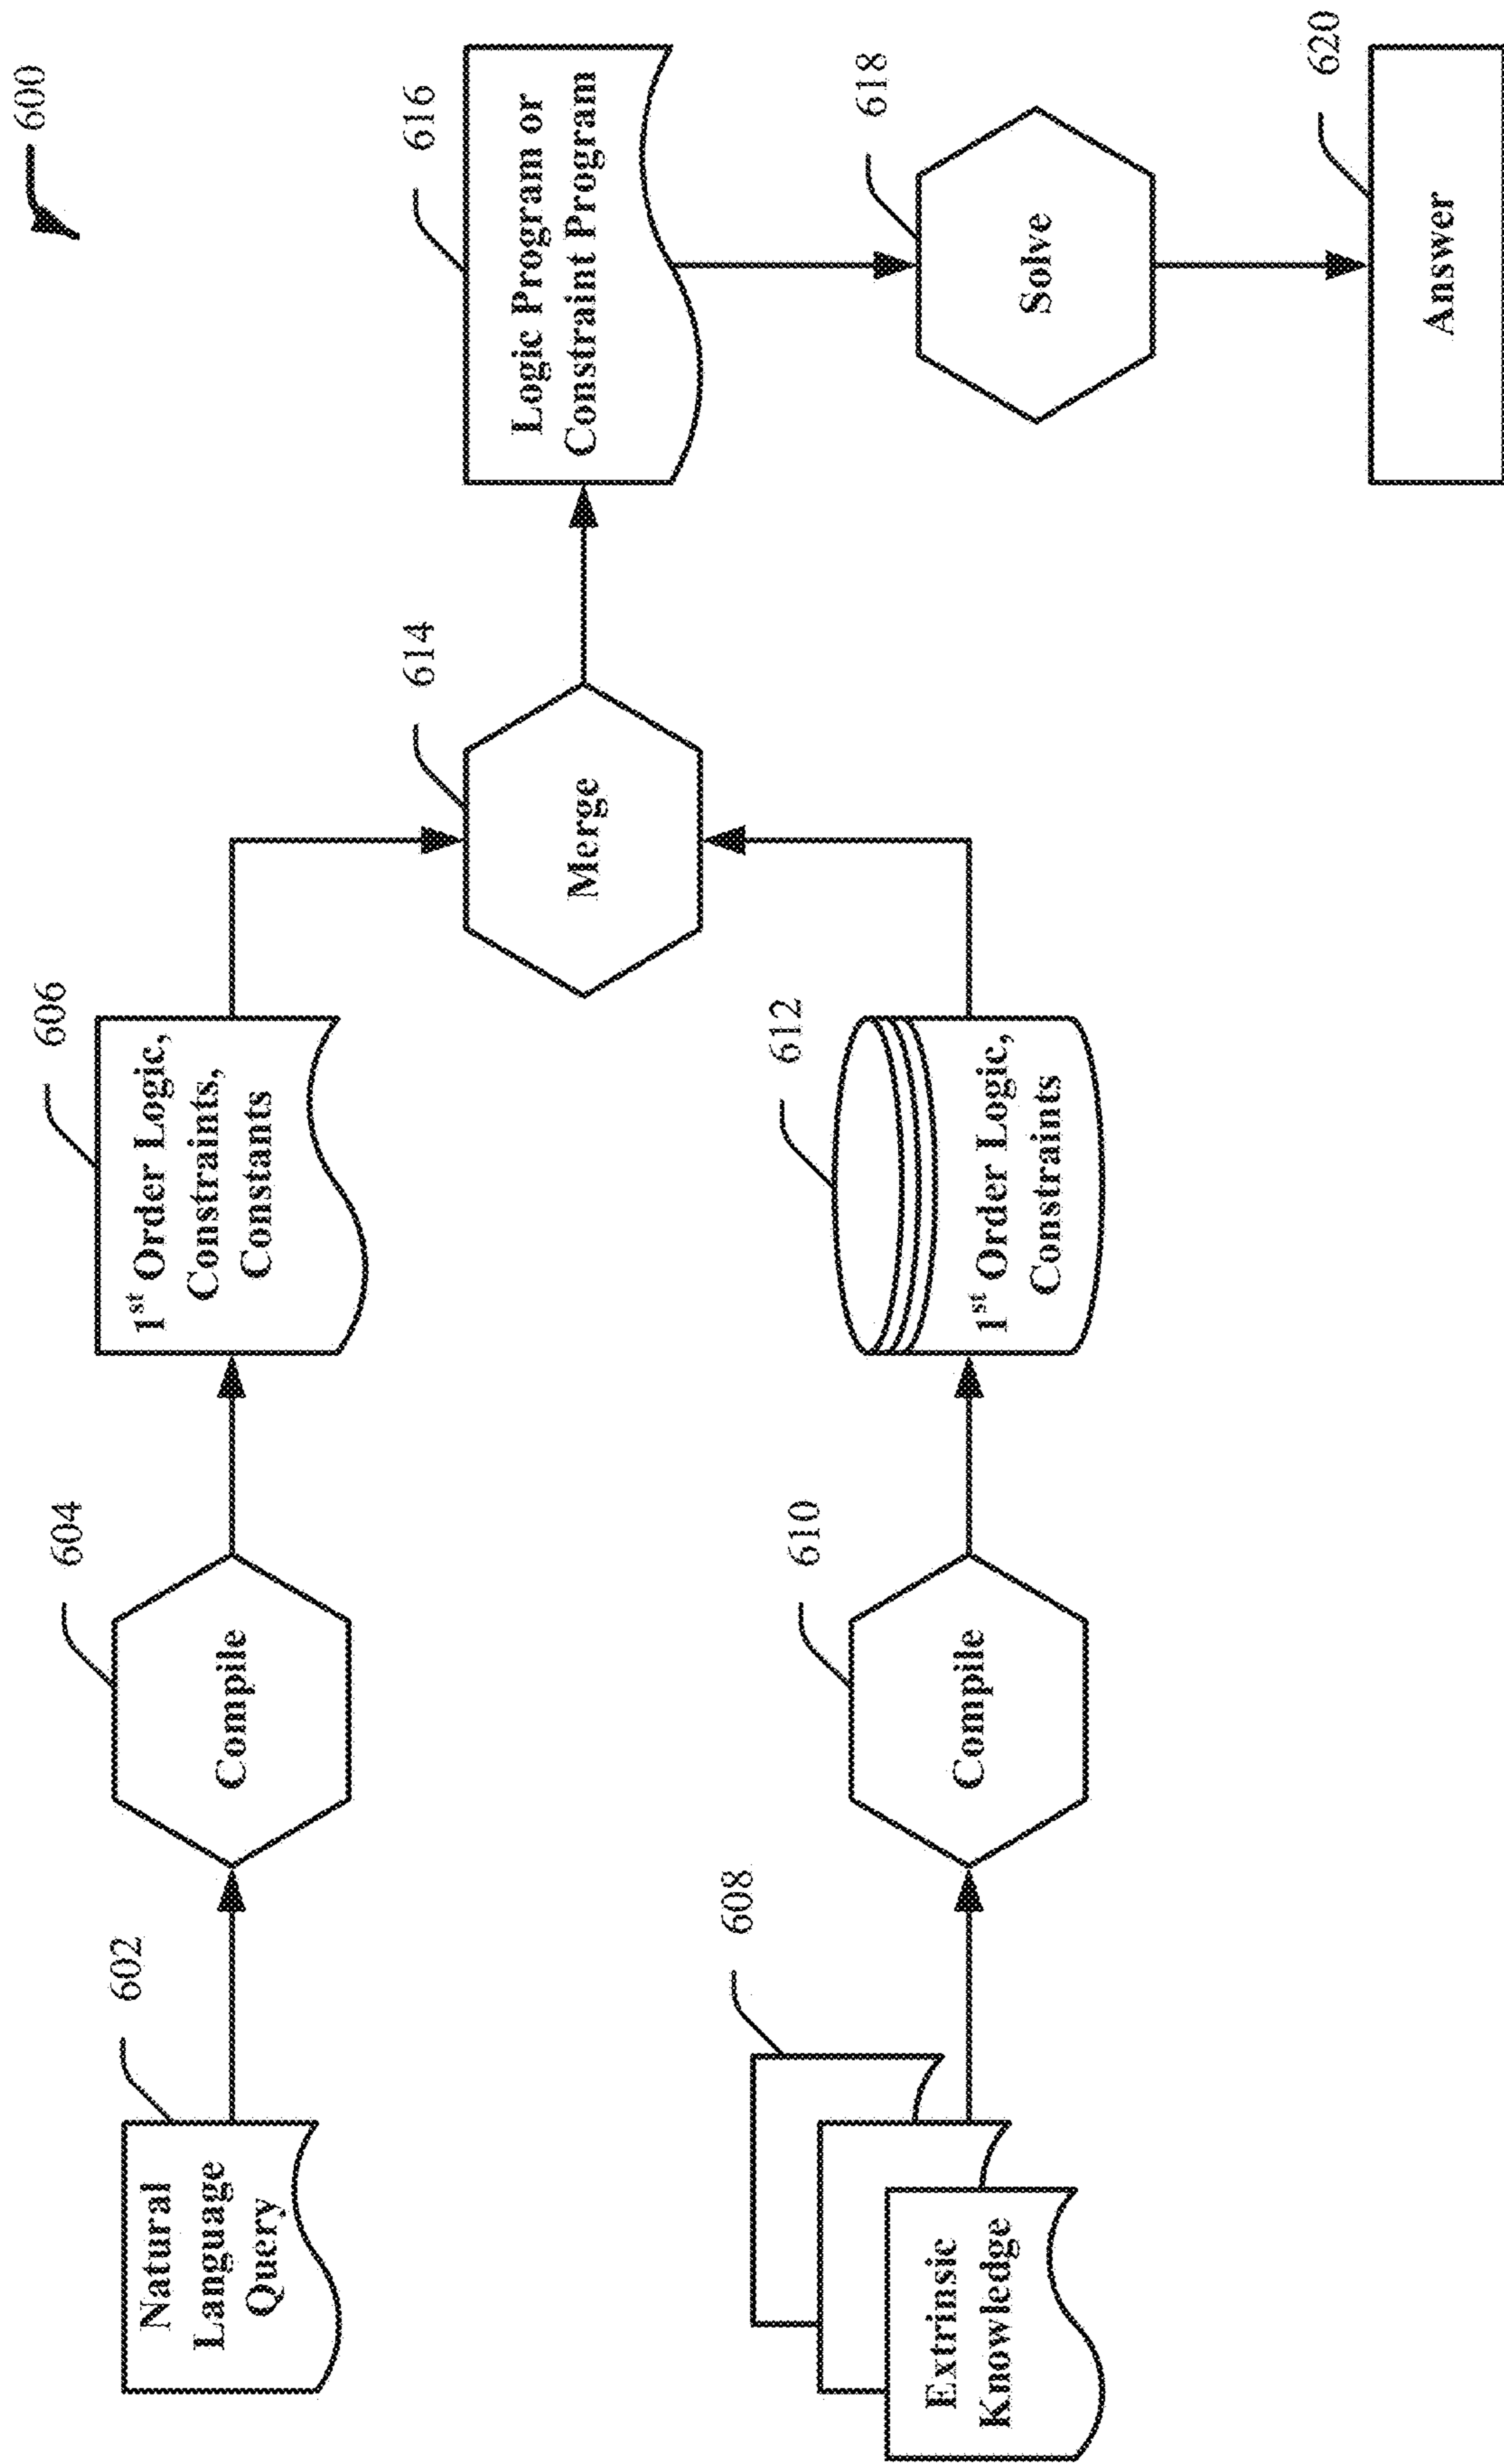 600
602
Natural
Language
Query
604
Compile
606
1st Order Logic,
Constraints,
Constants
608
Extrinsic
Knowledge
610
Compile
612
1st Order Logic,
Constraints
614
Merge
616
Logic Program or
Constraint Program
618
Solve
620
Answer